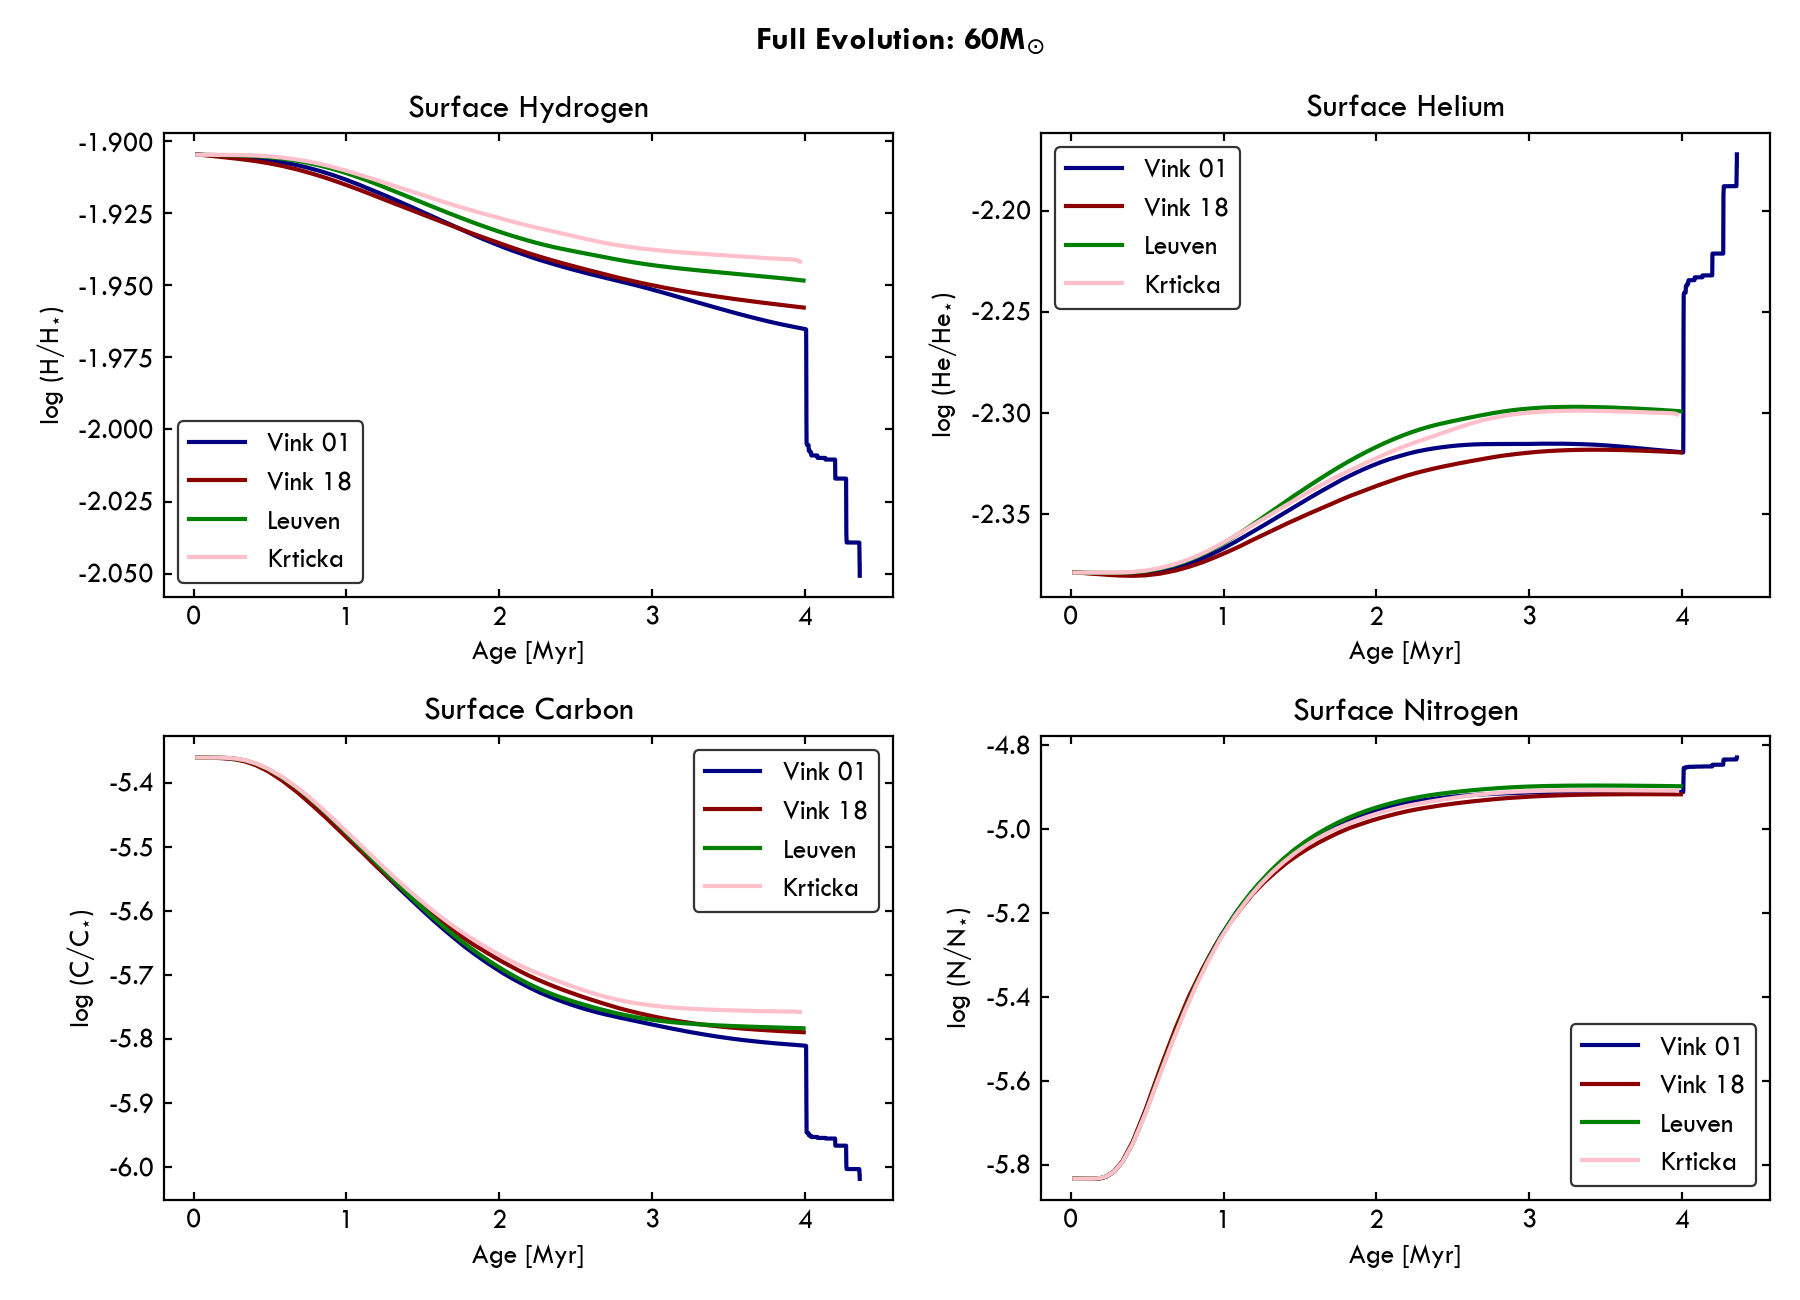 Full Evolution: 60M☉
Surface Hydrogen
-1.900
-1.925
-1.950
-1.975
-2.000
-2.025
-2.050
log (H/H⋆)
Vink 01
Vink 18
Leuven
Krticka
0 1 2 3 4
Age [Myr]
Surface Helium
-2.20
-2.25
-2.30
-2.35
log (He/He⋆)
Vink 01
Vink 18
Leuven
Krticka
0 1 2 3 4
Age [Myr]
Surface Carbon
-5.4
-5.5
-5.6
-5.7
-5.8
-5.9
-6.0
log (C/C⋆)
Vink 01
Vink 18
Leuven
Krticka
0 1 2 3 4
Age [Myr]
Surface Nitrogen
-4.8
-5.0
-5.2
-5.4
-5.6
-5.8
log (N/N⋆)
Vink 01
Vink 18
Leuven
Krticka
0 1 2 3 4
Age [Myr]